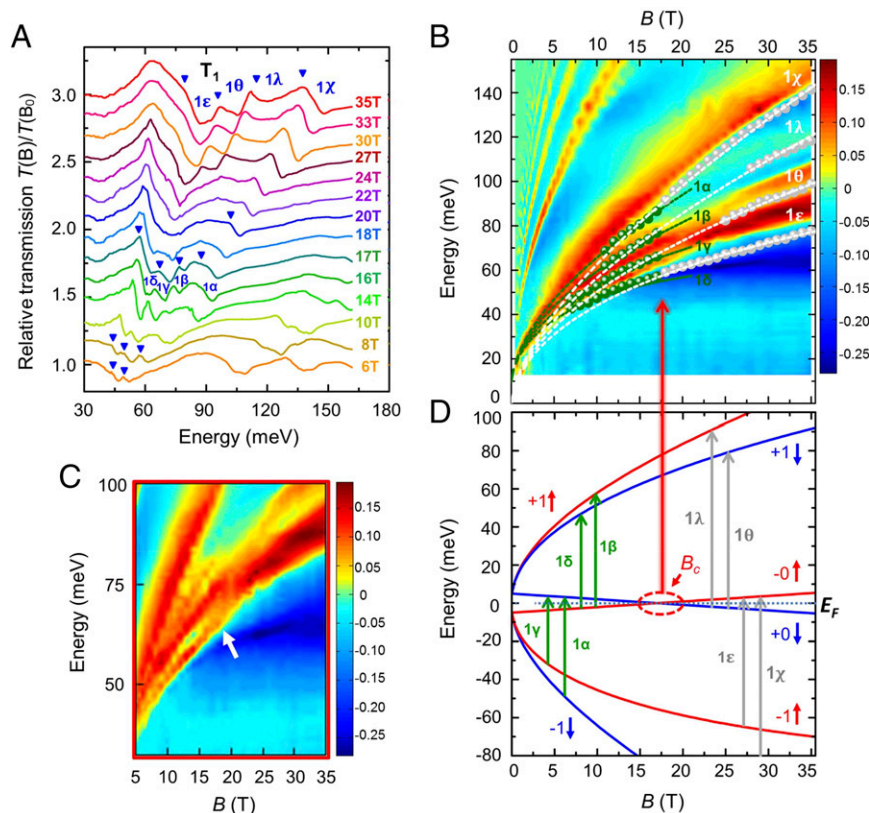 A
Relative transmission T(B)/T(B₀)
3.0
2.5
2.0
1.5
1.0
T₁
1ε
1θ
1λ
1χ
35T
33T
30T
27T
24T
22T
20T
18T
17T
16T
14T
10T
8T
6T
1δ
1γ
1β
1α
30 60 90 120 150 180
Energy (meV)
B
B (T)
0 5 10 15 20 25 30 35
Energy (meV)
140
120
100
80
60
40
20
0
1χ
1λ
1θ
1ε
1α
1β
1γ
1δ
0.15
0.10
0.05
0
-0.05
-0.10
-0.15
-0.20
-0.25
C
Energy (meV)
100
75
50
5 10 15 20 25 30 35
B (T)
0.15
0.10
0.05
0
-0.05
-0.10
-0.15
-0.20
-0.25
D
Energy (meV)
100
80
60
40
20
0
-20
-40
-60
-80
+1↑
+1↓
1δ
1β
1λ
1θ
B_c
-0↑
E_F
+0↓
1γ
1α
1ε
1χ
-1↑
-1↓
0 5 10 15 20 25 30 35
B (T)